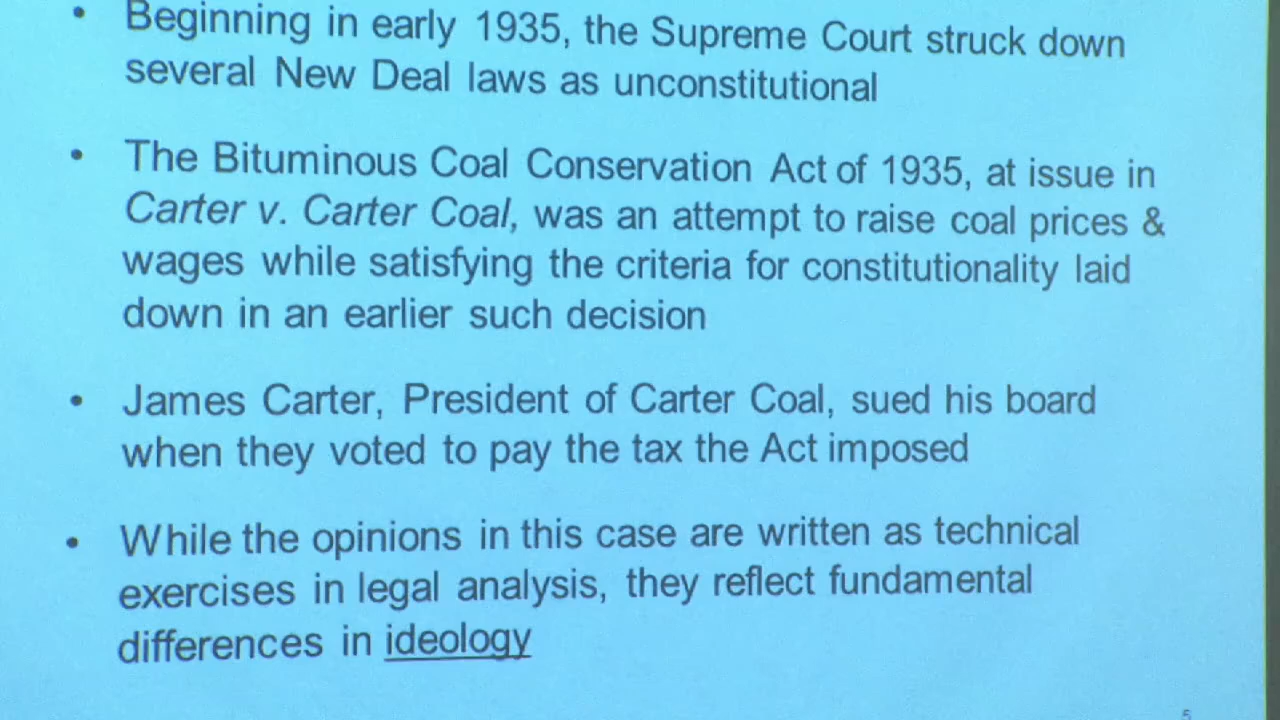 • Beginning in early 1935, the Supreme Court struck down
several New Deal laws as unconstitutional
• The Bituminous Coal Conservation Act of 1935, at issue in
Carter v. Carter Coal, was an attempt to raise coal prices &
wages while satisfying the criteria for constitutionality laid
down in an earlier such decision
• James Carter, President of Carter Coal, sued his board
when they voted to pay the tax the Act imposed
• While the opinions in this case are written as technical
exercises in legal analysis, they reflect fundamental
differences in ideology